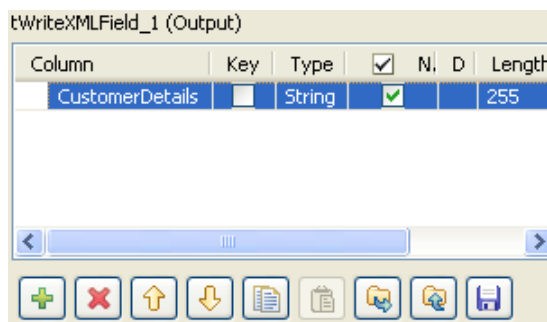 tWriteXMLField_1 (Output)
Column Key Type N. D Length
CustomerDetails String 255